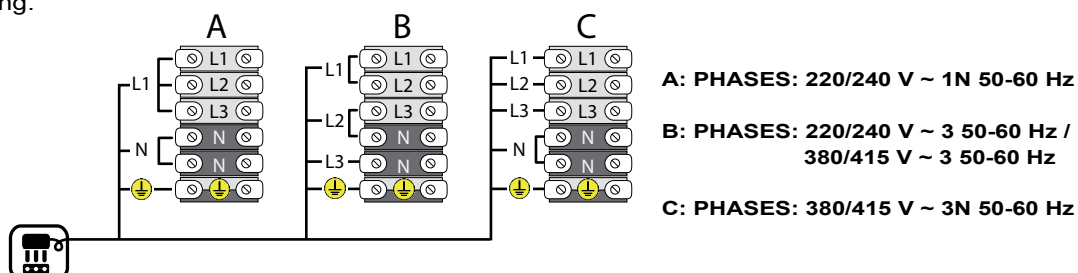 ng.
A B C
L1 L1 L1 L1 L1
L1 L2 L2 L2 L2
L3 L2 L3 L3 L3
N N N N N
N L3 N N
A: PHASES: 220/240 V ~ 1N 50-60 Hz
B: PHASES: 220/240 V ~ 3 50-60 Hz /
380/415 V ~ 3 50-60 Hz
C: PHASES: 380/415 V ~ 3N 50-60 Hz